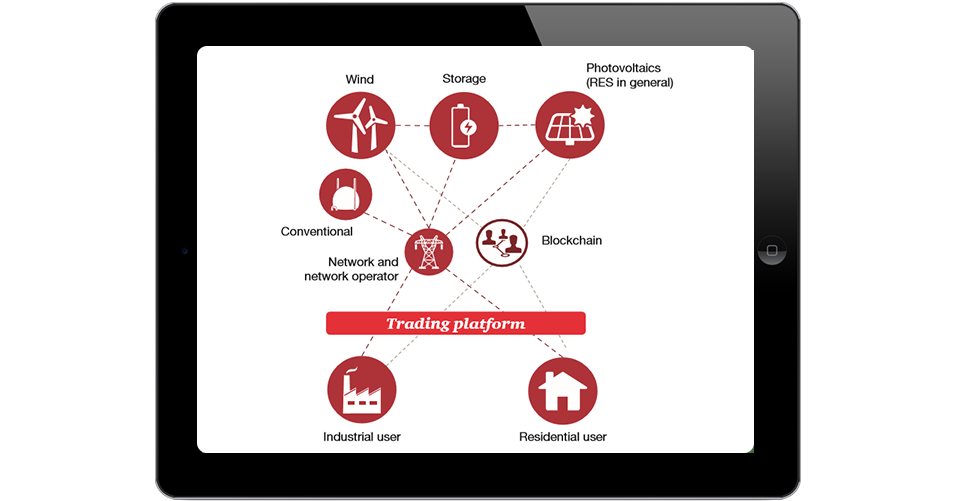 Wind
Storage
Photovoltaics
(RES in general)
Conventional
Network and
network operator
Blockchain
Trading platform
Industrial user
Residential user